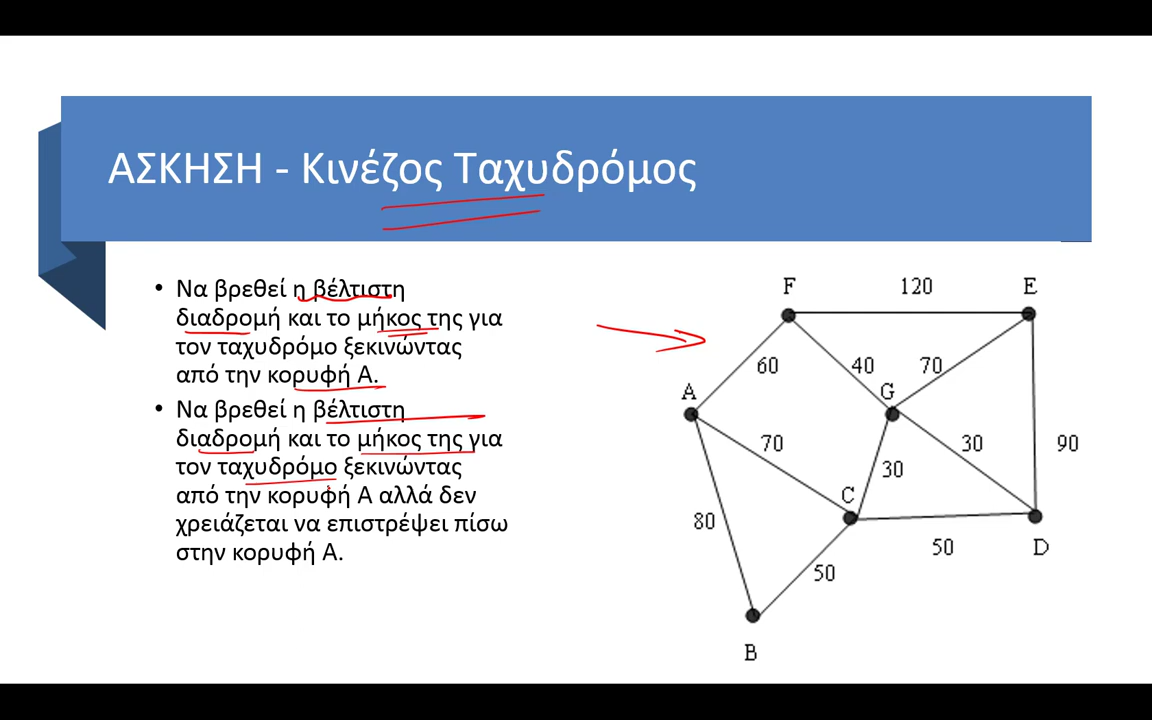 ΑΣΚΗΣΗ - Κινέζος Ταχυδρόμος
• Να βρεθεί η βέλτιστη
διαδρομή και το μήκος της για
τον ταχυδρόμο ξεκινώντας
από την κορυφή Α.
• Να βρεθεί η βέλτιστη
διαδρομή και το μήκος της για
τον ταχυδρόμο ξεκινώντας
από την κορυφή Α αλλά δεν
χρειάζεται να επιστρέψει πίσω
στην κορυφή Α.
F 120 E
60 40 70
A G
70 30 90
30
C
80
50 D
50
B